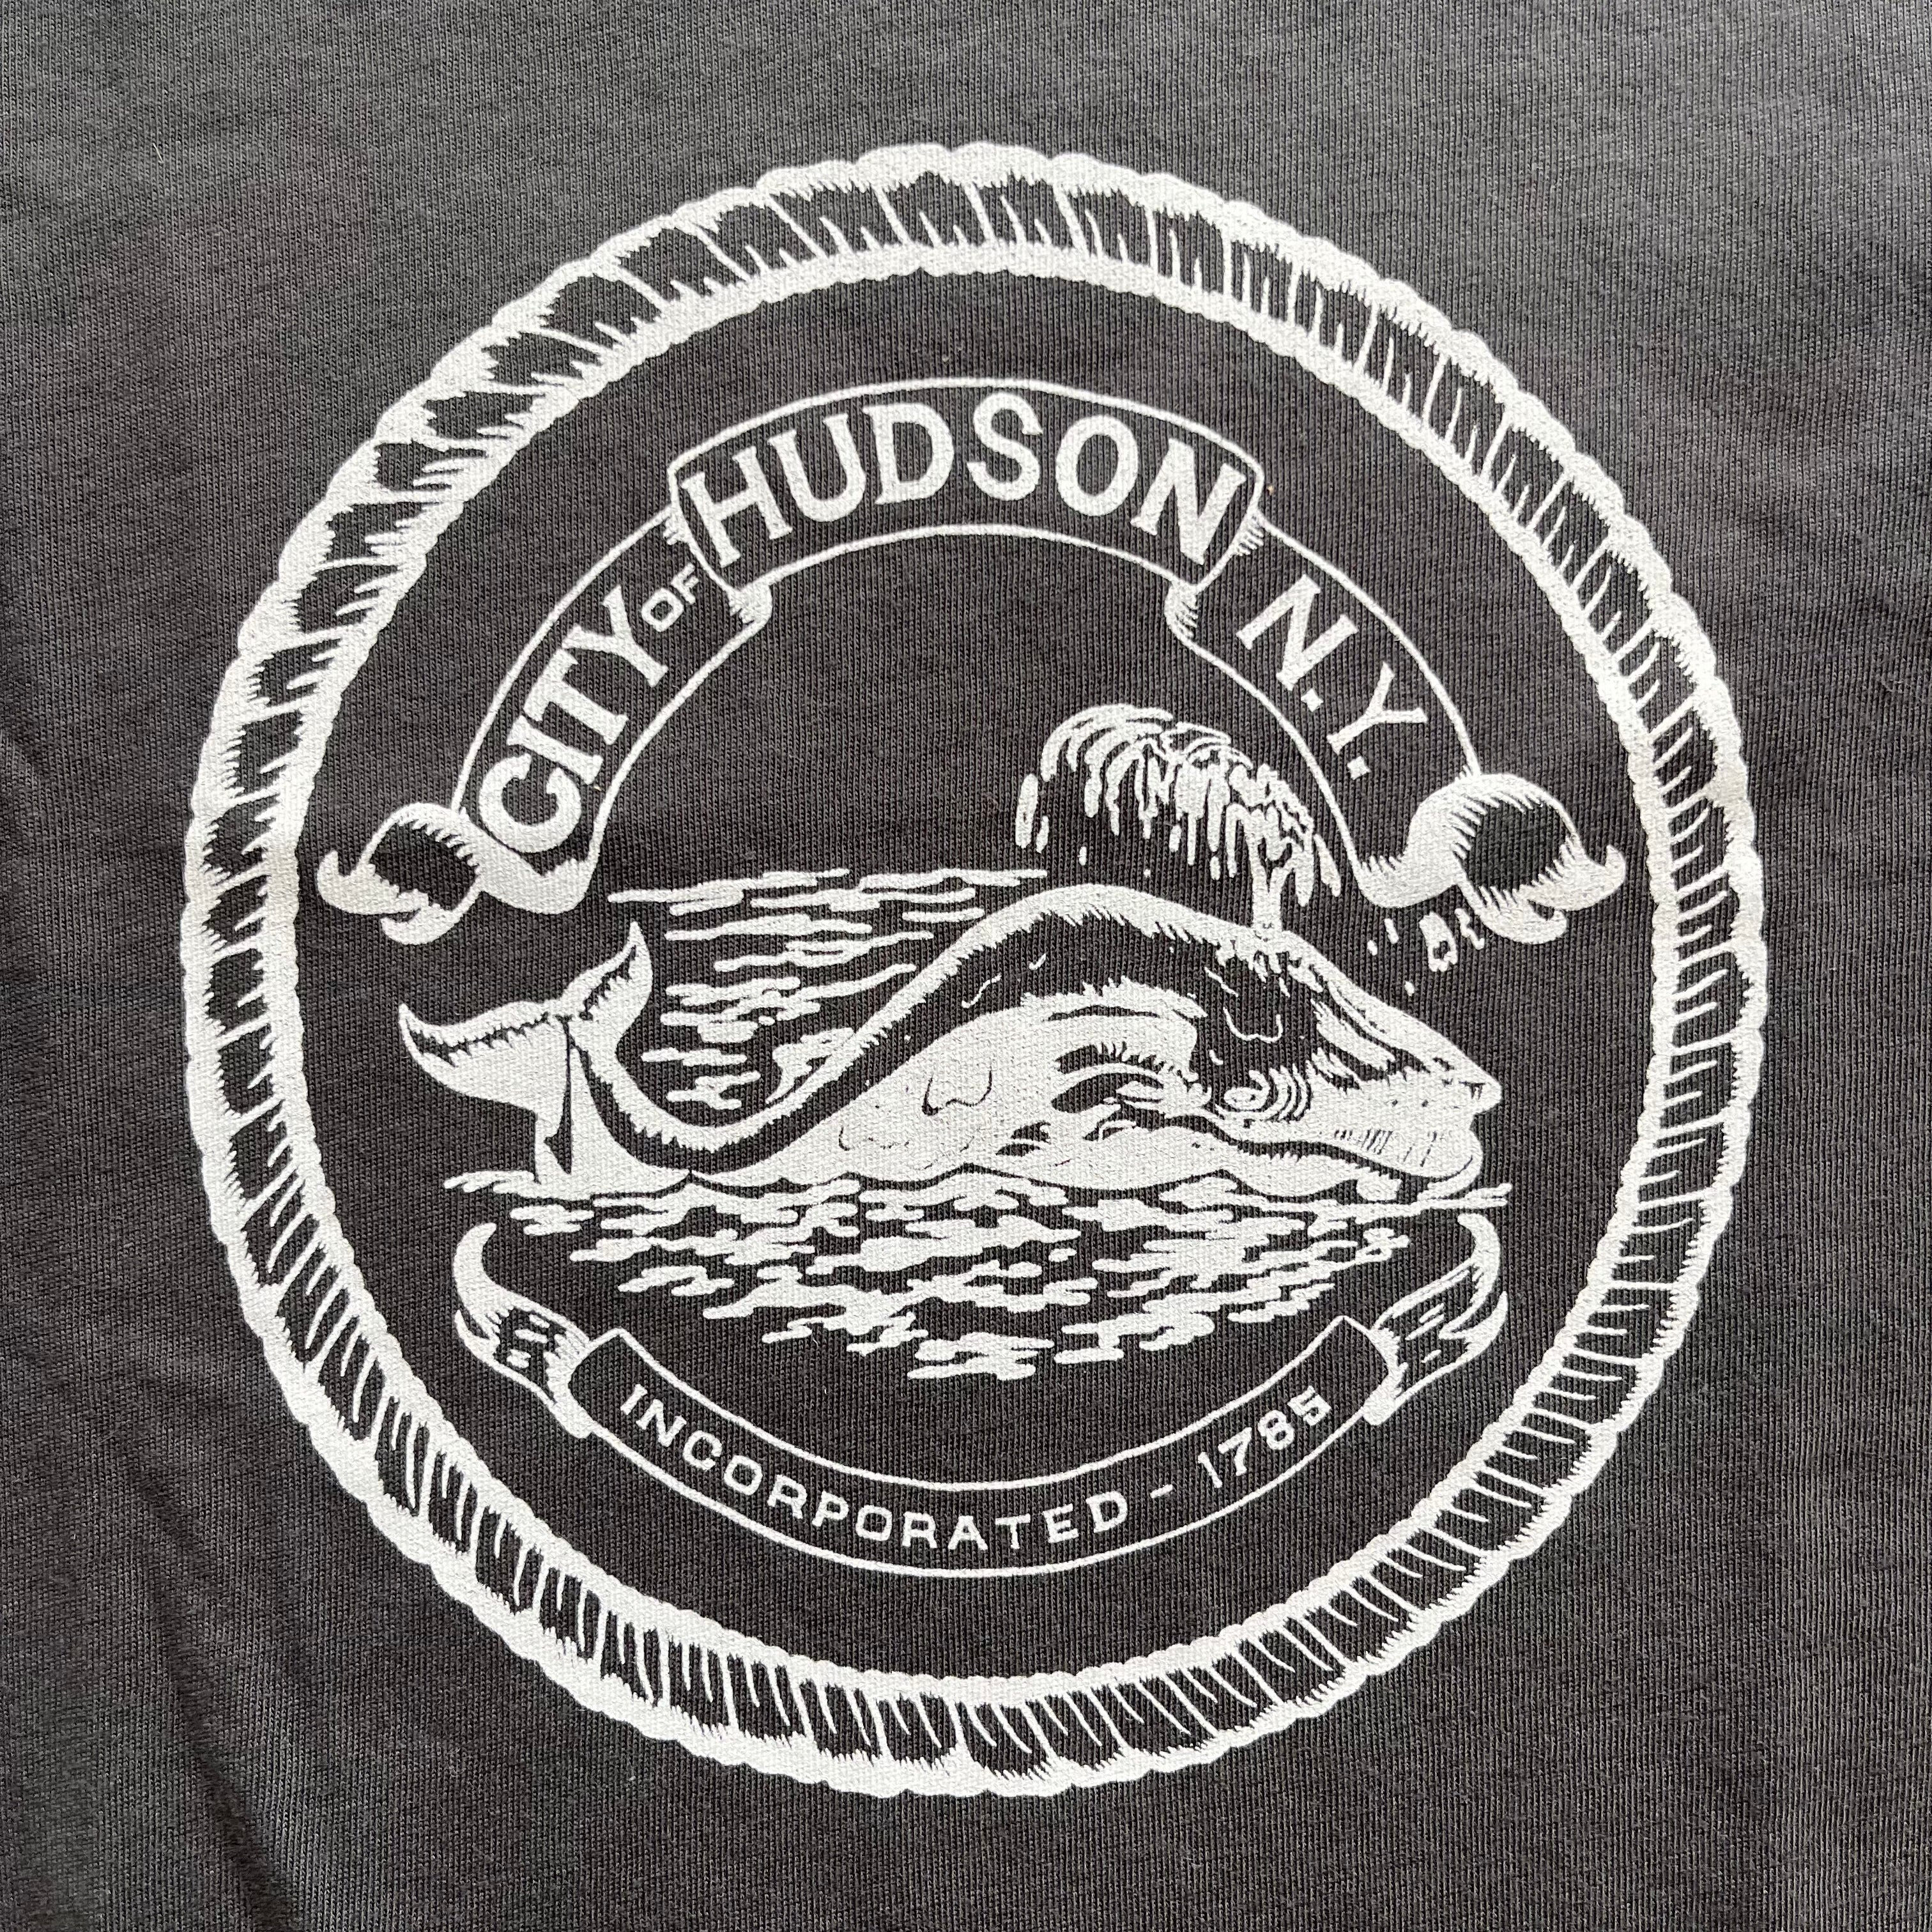 CITY OF HUDSON N.Y.
INCORPORATED - 1785